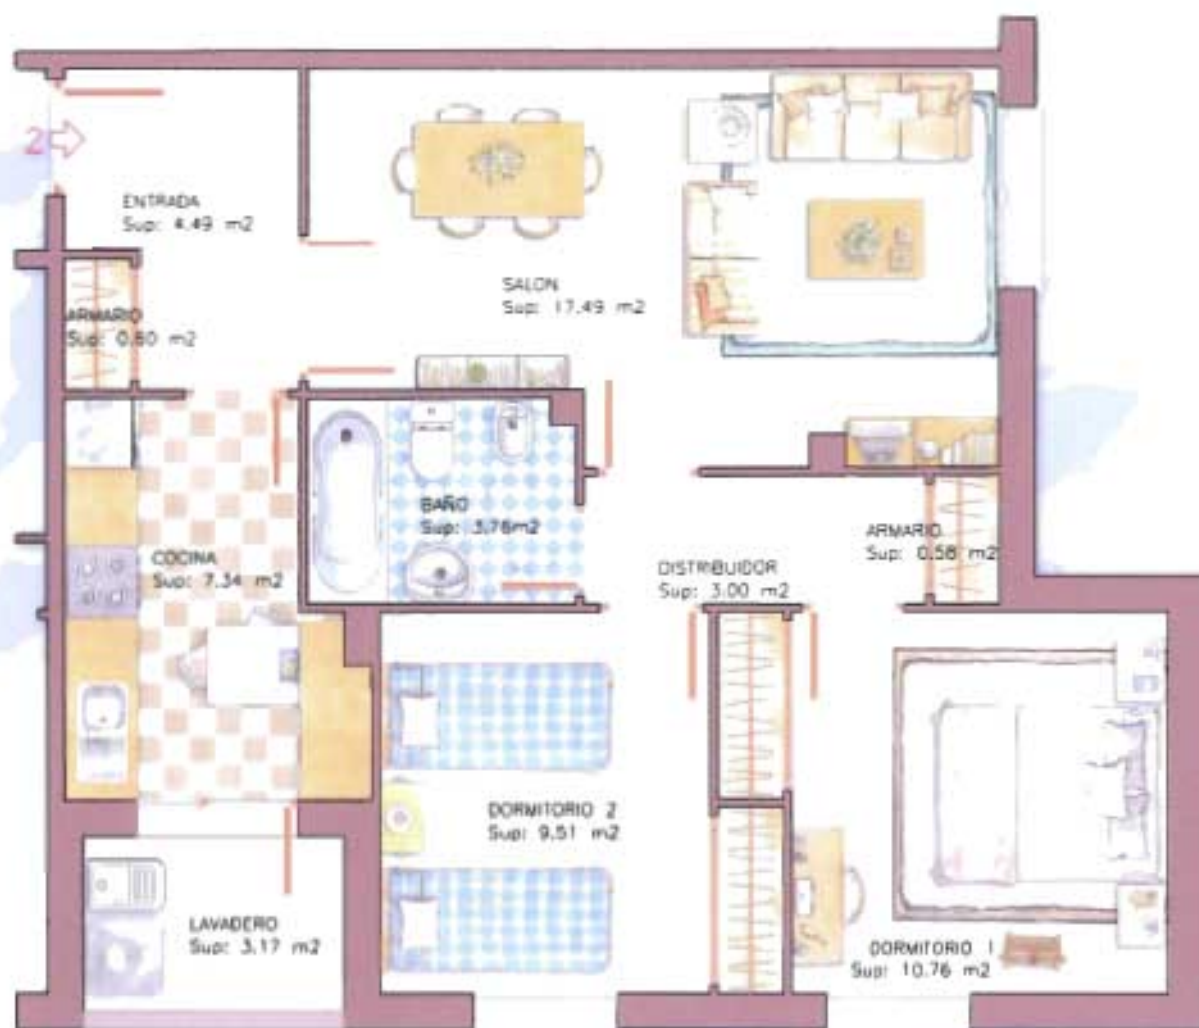 2
ENTRADA
Sup: 4.49 m2
SALON
Sup: 17.49 m2
ARMARIO
Sup: 0.60 m2
BAÑO
Sup: 3.76m2
COCINA
Sup: 7.34 m2
ARMARIO
Sup: 0.58 m2
DISTRIBUIDOR
Sup: 3.00 m2
DORMITORIO 2
Sup: 9.51 m2
LAVADERO
Sup: 3.17 m2
DORMITORIO 1
Sup: 10.76 m2